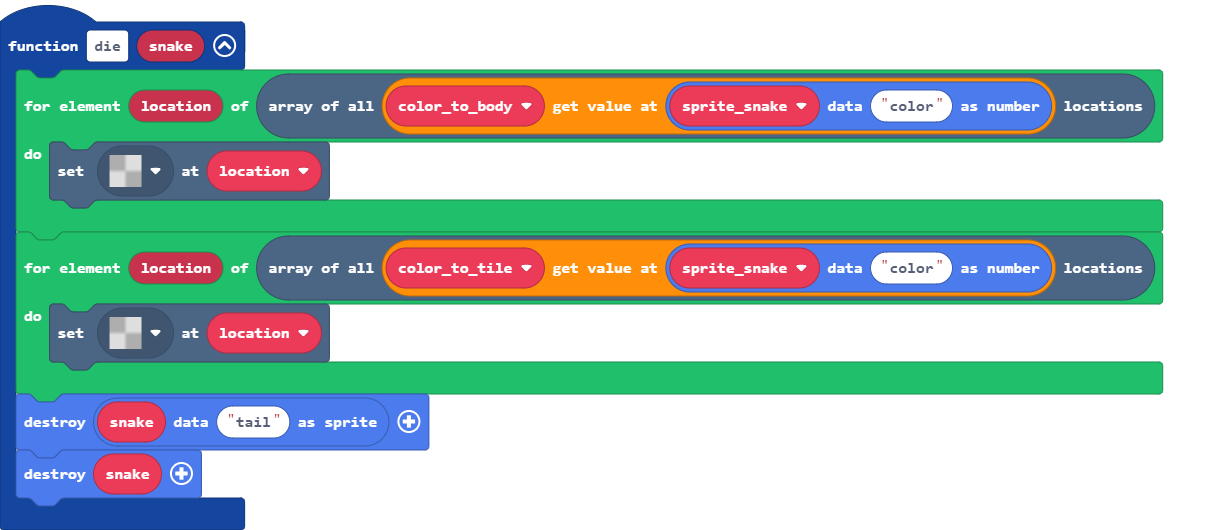 function die snake
for element location of array of all color_to_body get value at sprite_snake data "color" as number locations
do
set at location
for element location of array of all color_to_tile get value at sprite_snake data "color" as number locations
do
set at location
destroy snake data "tail" as sprite
destroy snake